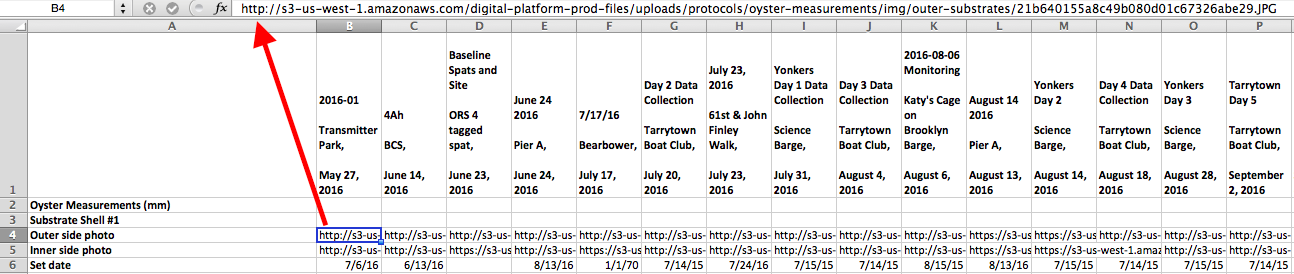 B4 fx http://s3-us-west-1.amazonaws.com/digital-platform-prod-files/uploads/protocols/oyster-measurements/img/outer-substrates/21b640155a8c49b080d01c67326abe29.JPG
A B C D E F G H I J K L M N O P
1
2016-01
Transmitter
Park,
May 27,
2016
4Ah
BCS,
June 14,
2016
Baseline
Spats and
Site
ORS 4
tagged
spat,
June 23,
2016
June 24
2016
Pier A,
June 24,
2016
7/17/16
Bearbower,
July 17,
2016
Day 2 Data
Collection
Tarrytown
Boat Club,
July 20,
2016
July 23,
2016
61st & John
Finley
Walk,
July 23,
2016
Yonkers
Day 1 Data
Collection
Science
Barge,
July 31,
2016
Day 3 Data
Collection
Tarrytown
Boat Club,
August 4,
2016
2016-08-06
Monitoring
Katy's Cage
on
Brooklyn
Barge,
August 6,
2016
August 14
2016
Pier A,
August 13,
2016
Yonkers
Day 2
Science
Barge,
August 14,
2016
Day 4 Data
Collection
Tarrytown
Boat Club,
August 18,
2016
Yonkers
Day 3
Science
Barge,
August 28,
2016
Tarrytown
Day 5
Tarrytown
Boat Club,
September
2, 2016
2 Oyster Measurements (mm)
3 Substrate Shell #1
4 Outer side photo http://s3-us- http://s3-us- http://s3-us- http://s3-us- http://s3-us- http://s3-us- http://s3-us- http://s3-us- http://s3-us- http://s3-us- https://s3-us http://s3-us- http://s3-us- http://s3-us- http://s3-us-
5 Inner side photo http://s3-us- http://s3-us- https://s3-us http://s3-us- https://s3-us http://s3-us- http://s3-us- http://s3-us- http://s3-us- http://s3-us- https://s3-us https://s3-us-west-1.amaz http://s3-us- http://s3-us-
6 Set date 7/6/16 6/13/16 8/13/16 1/1/70 7/14/15 7/24/16 7/15/15 7/14/15 8/15/15 8/13/16 7/15/15 7/14/15 7/15/15 7/14/15